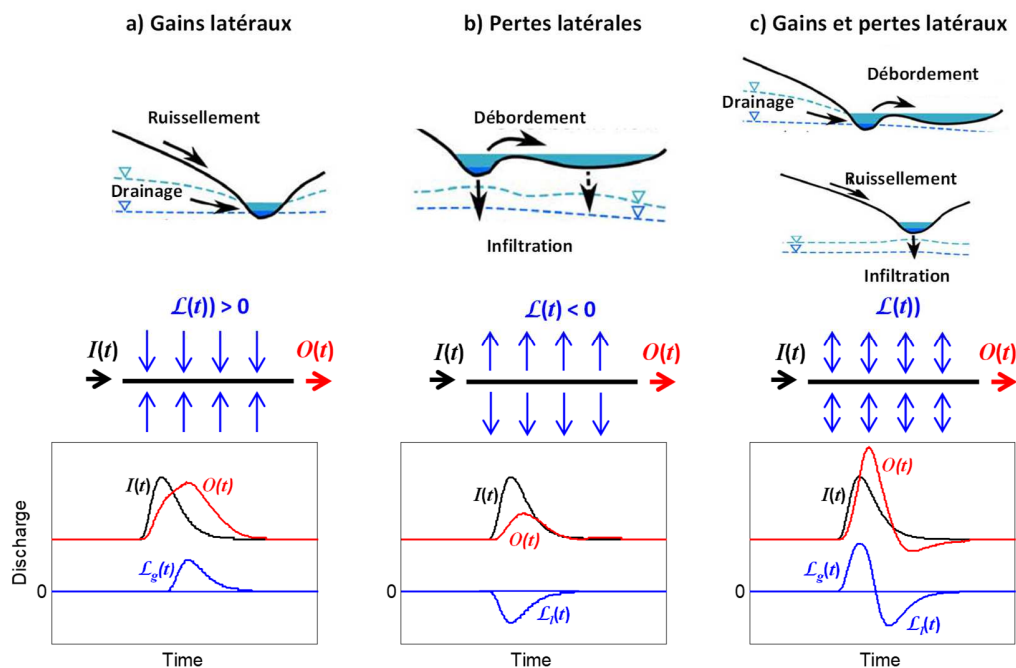 a) Gains latéraux
Ruissellement
Drainage
ℒ(t)) > 0
I(t)
O(t)
Discharge
I(t)
O(t)
ℒg(t)
0
Time
b) Pertes latérales
Débordement
Infiltration
ℒ(t) < 0
I(t)
O(t)
I(t)
O(t)
0
ℒl(t)
Time
c) Gains et pertes latéraux
Débordement
Drainage
Ruissellement
Infiltration
ℒ(t))
I(t)
O(t)
O(t)
I(t)
ℒg(t)
0
ℒl(t)
Time